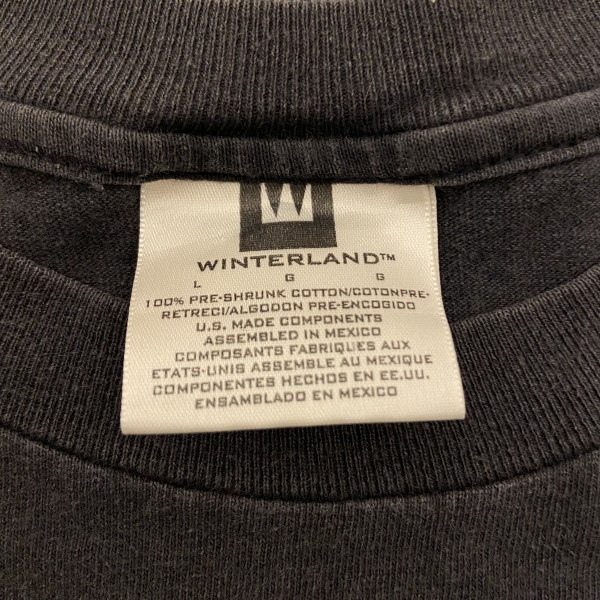 W
WINTERLAND™
L G G
100% PRE-SHRUNK COTTON/COTONPRE-
RETRECI/ALGODON PRE-ENCOGIDO
U.S. MADE COMPONENTS
ASSEMBLED IN MEXICO
COMPOSANTS FABRIQUES AUX
ETATS-UNIS ASSEMBLE AU MEXIQUE
COMPONENTES HECHOS EN EE.UU.
ENSAMBLADO EN MEXICO